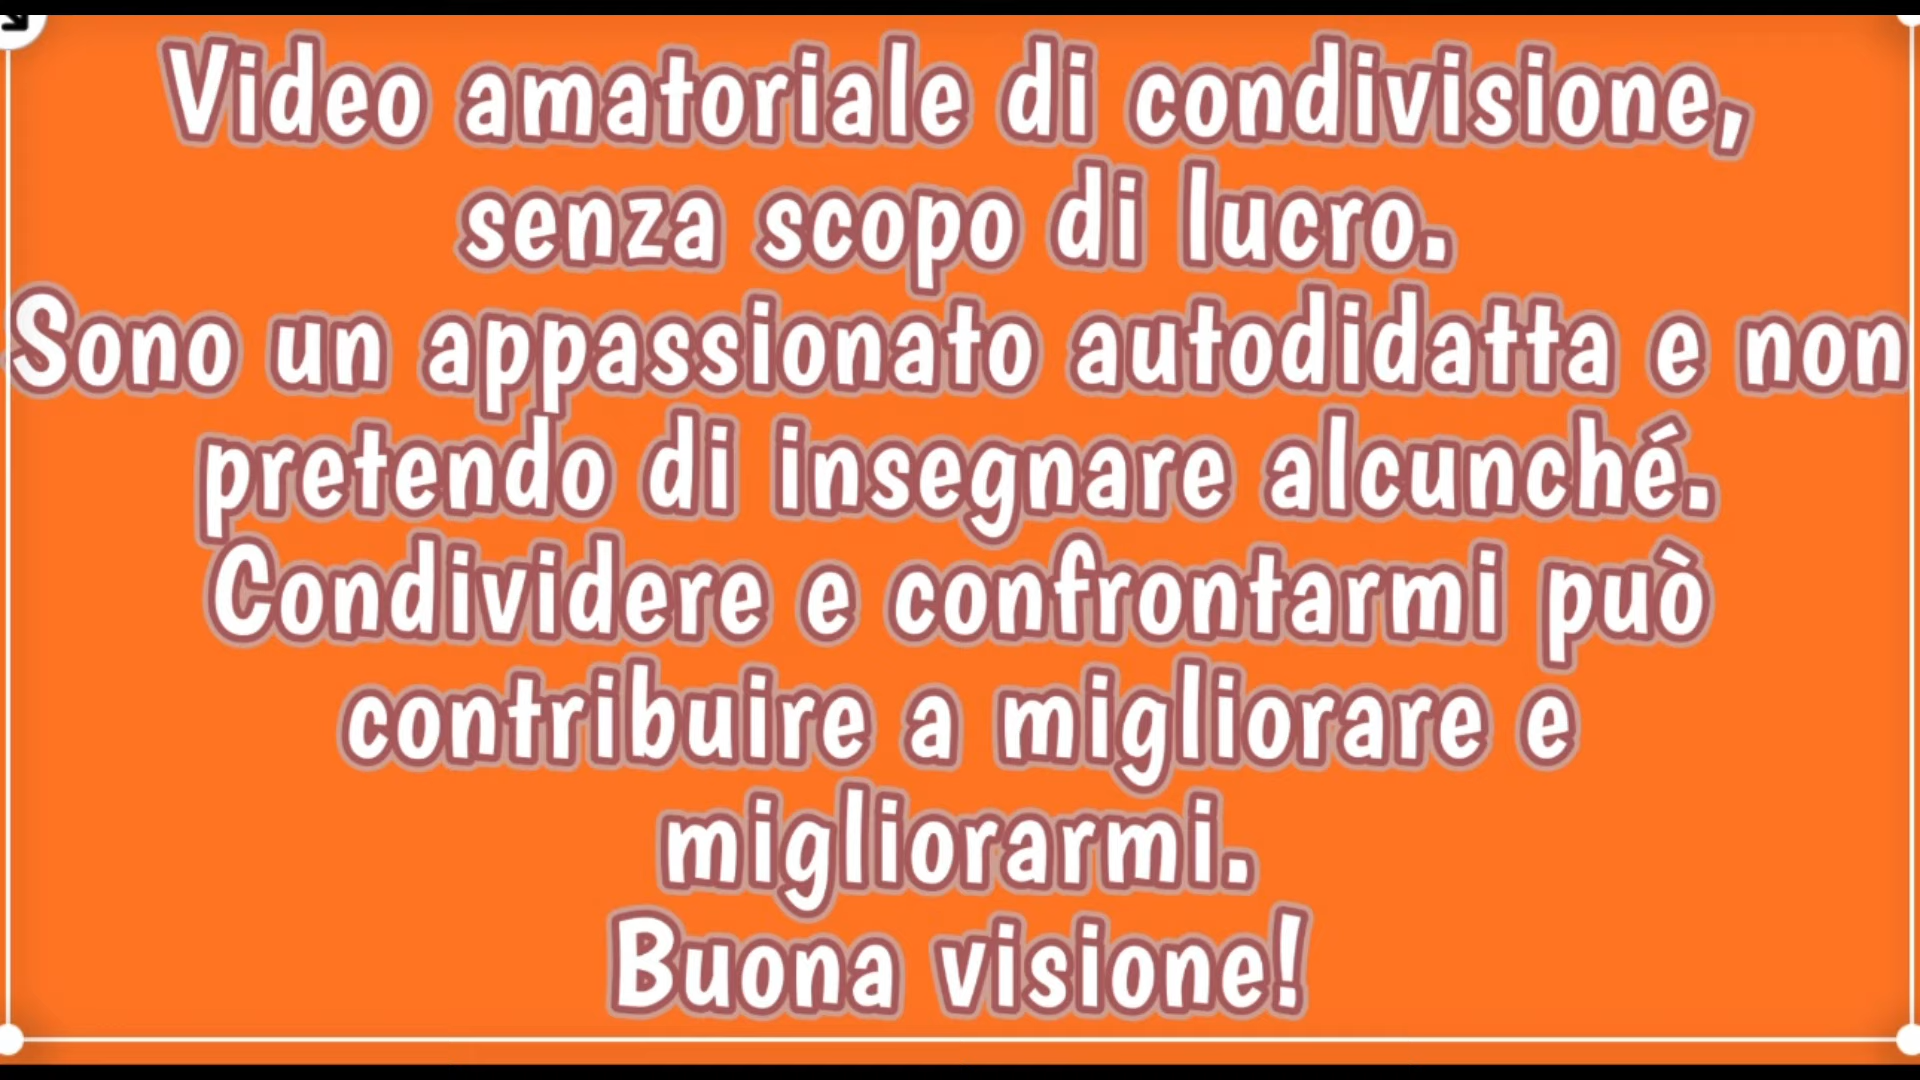 Video amatoriale di condivisione,
senza scopo di lucro.
Sono un appassionato autodidatta e non
pretendo di insegnare alcunché.
Condividere e confrontarmi può
contribuire a migliorare e
migliorarmi.
Buona visione!